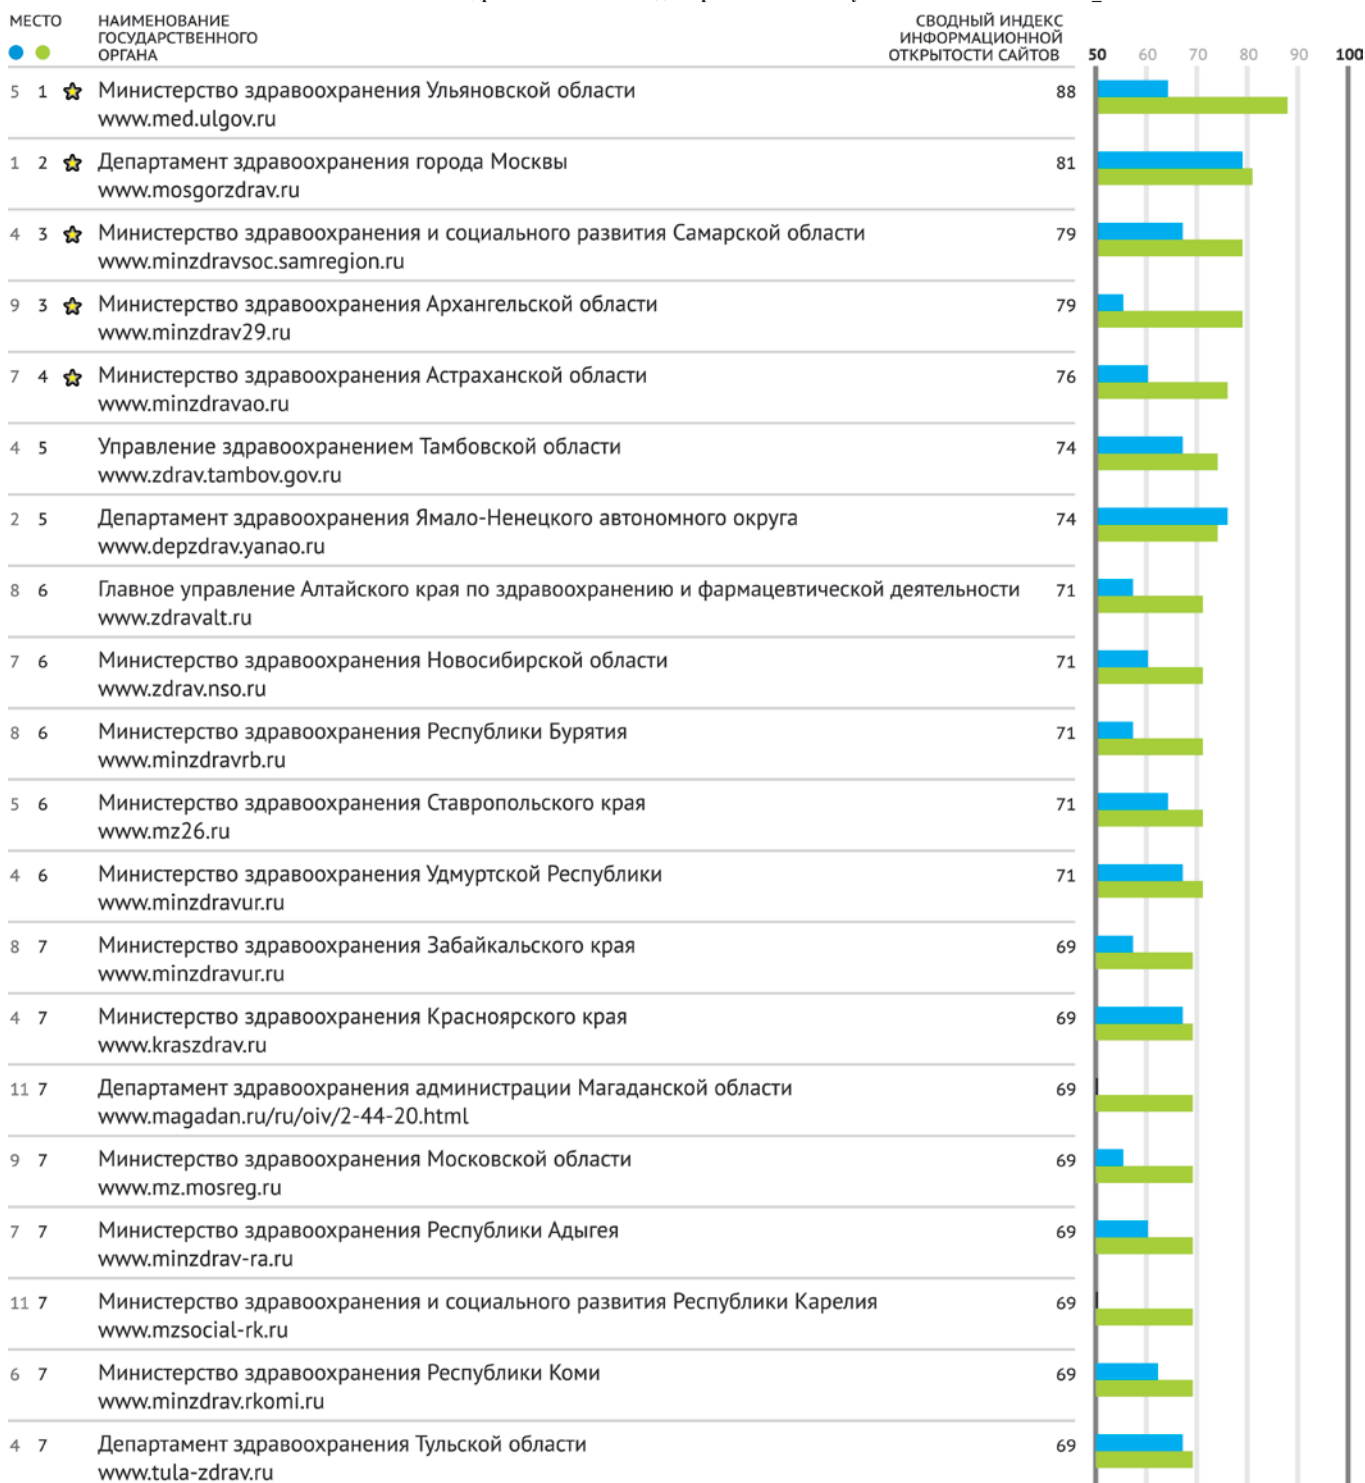 МЕСТО
НАИМЕНОВАНИЕ
ГОСУДАРСТВЕННОГО
ОРГАНА
СВОДНЫЙ ИНДЕКС
ИНФОРМАЦИОННОЙ
ОТКРЫТОСТИ САЙТОВ
50 60 70 80 90 100
5 1 Министерство здравоохранения Ульяновской области 88
www.med.ulgov.ru
1 2 Департамент здравоохранения города Москвы 81
www.mosgorzdrav.ru
4 3 Министерство здравоохранения и социального развития Самарской области 79
www.minzdravsoc.samregion.ru
9 3 Министерство здравоохранения Архангельской области 79
www.minzdrav29.ru
7 4 Министерство здравоохранения Астраханской области 76
www.minzdravao.ru
4 5 Управление здравоохранением Тамбовской области 74
www.zdrav.tambov.gov.ru
2 5 Департамент здравоохранения Ямало-Ненецкого автономного округа 74
www.depzdrav.yanao.ru
8 6 Главное управление Алтайского края по здравоохранению и фармацевтической деятельности 71
www.zdravalt.ru
7 6 Министерство здравоохранения Новосибирской области 71
www.zdrav.nso.ru
8 6 Министерство здравоохранения Республики Бурятия 71
www.minzdravrb.ru
5 6 Министерство здравоохранения Ставропольского края 71
www.mz26.ru
4 6 Министерство здравоохранения Удмуртской Республики 71
www.minzdravur.ru
8 7 Министерство здравоохранения Забайкальского края 69
www.minzdravur.ru
4 7 Министерство здравоохранения Красноярского края 69
www.kraszdrav.ru
11 7 Департамент здравоохранения администрации Магаданской области 69
www.magadan.ru/ru/oiv/2-44-20.html
9 7 Министерство здравоохранения Московской области 69
www.mz.mosreg.ru
7 7 Министерство здравоохранения Республики Адыгея 69
www.minzdrav-ra.ru
11 7 Министерство здравоохранения и социального развития Республики Карелия 69
www.mzsocial-rk.ru
6 7 Министерство здравоохранения Республики Коми 69
www.minzdrav.rkomi.ru
4 7 Департамент здравоохранения Тульской области 69
www.tula-zdrav.ru